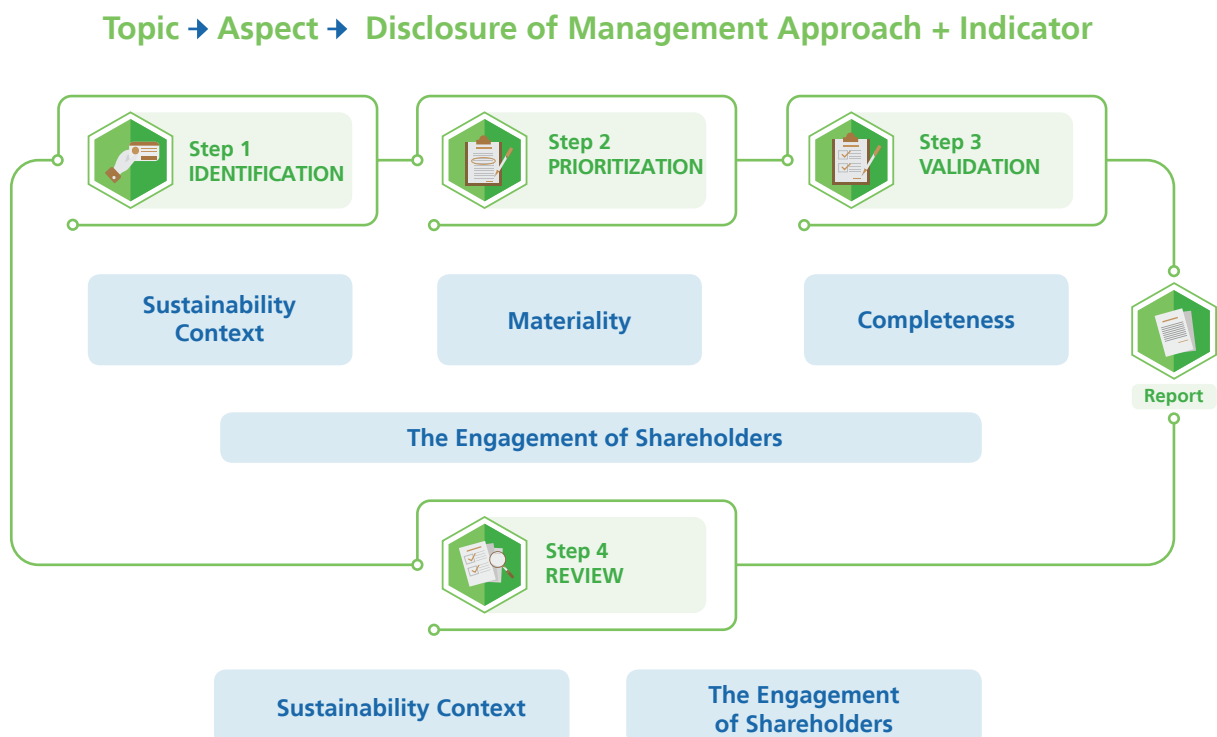 Topic → Aspect → Disclosure of Management Approach + Indicator
Step 1
IDENTIFICATION
Step 2
PRIORITIZATION
Step 3
VALIDATION
Sustainability
Context
Materiality
Completeness
Report
The Engagement of Shareholders
Step 4
REVIEW
Sustainability Context
The Engagement
of Shareholders